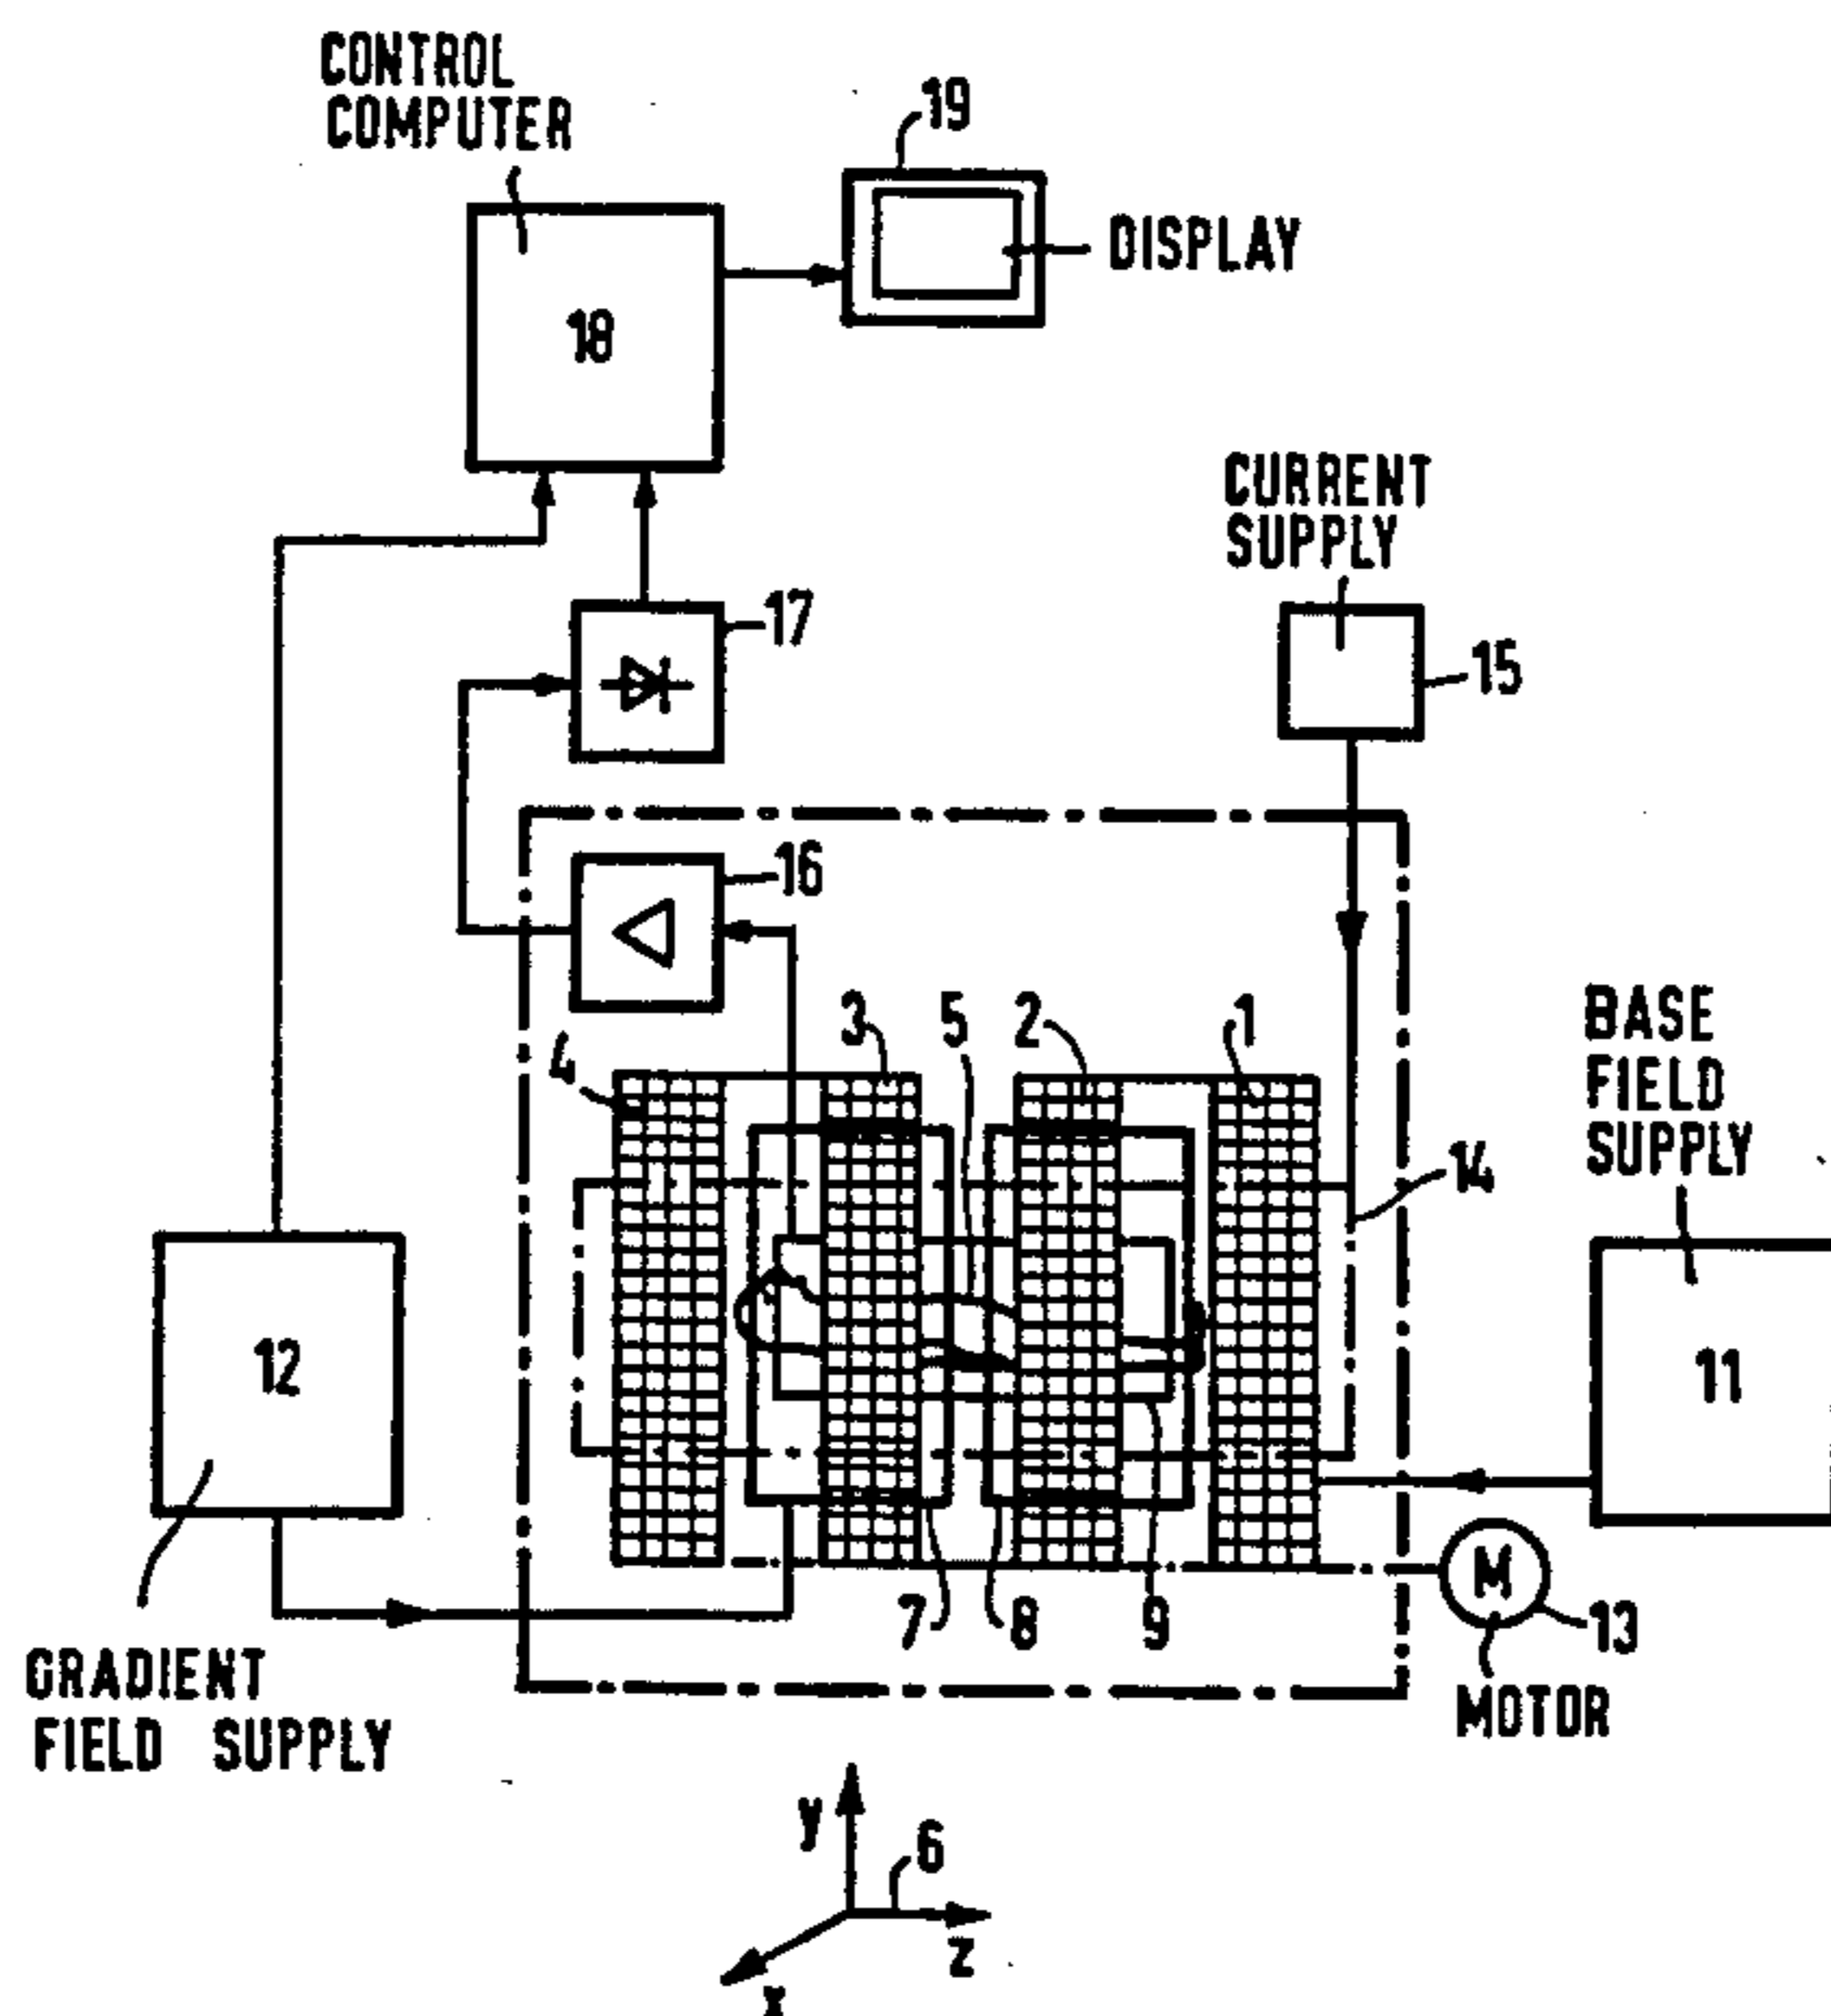 CONTROL
COMPUTER
19
DISPLAY
18
CURRENT
SUPPLY
17
15
16
3
5
2
1
4
BASE
FIELD
SUPPLY
14
12
11
7
8
9
M
13
GRADIENT
FIELD SUPPLY
MOTOR
y
6
z
x